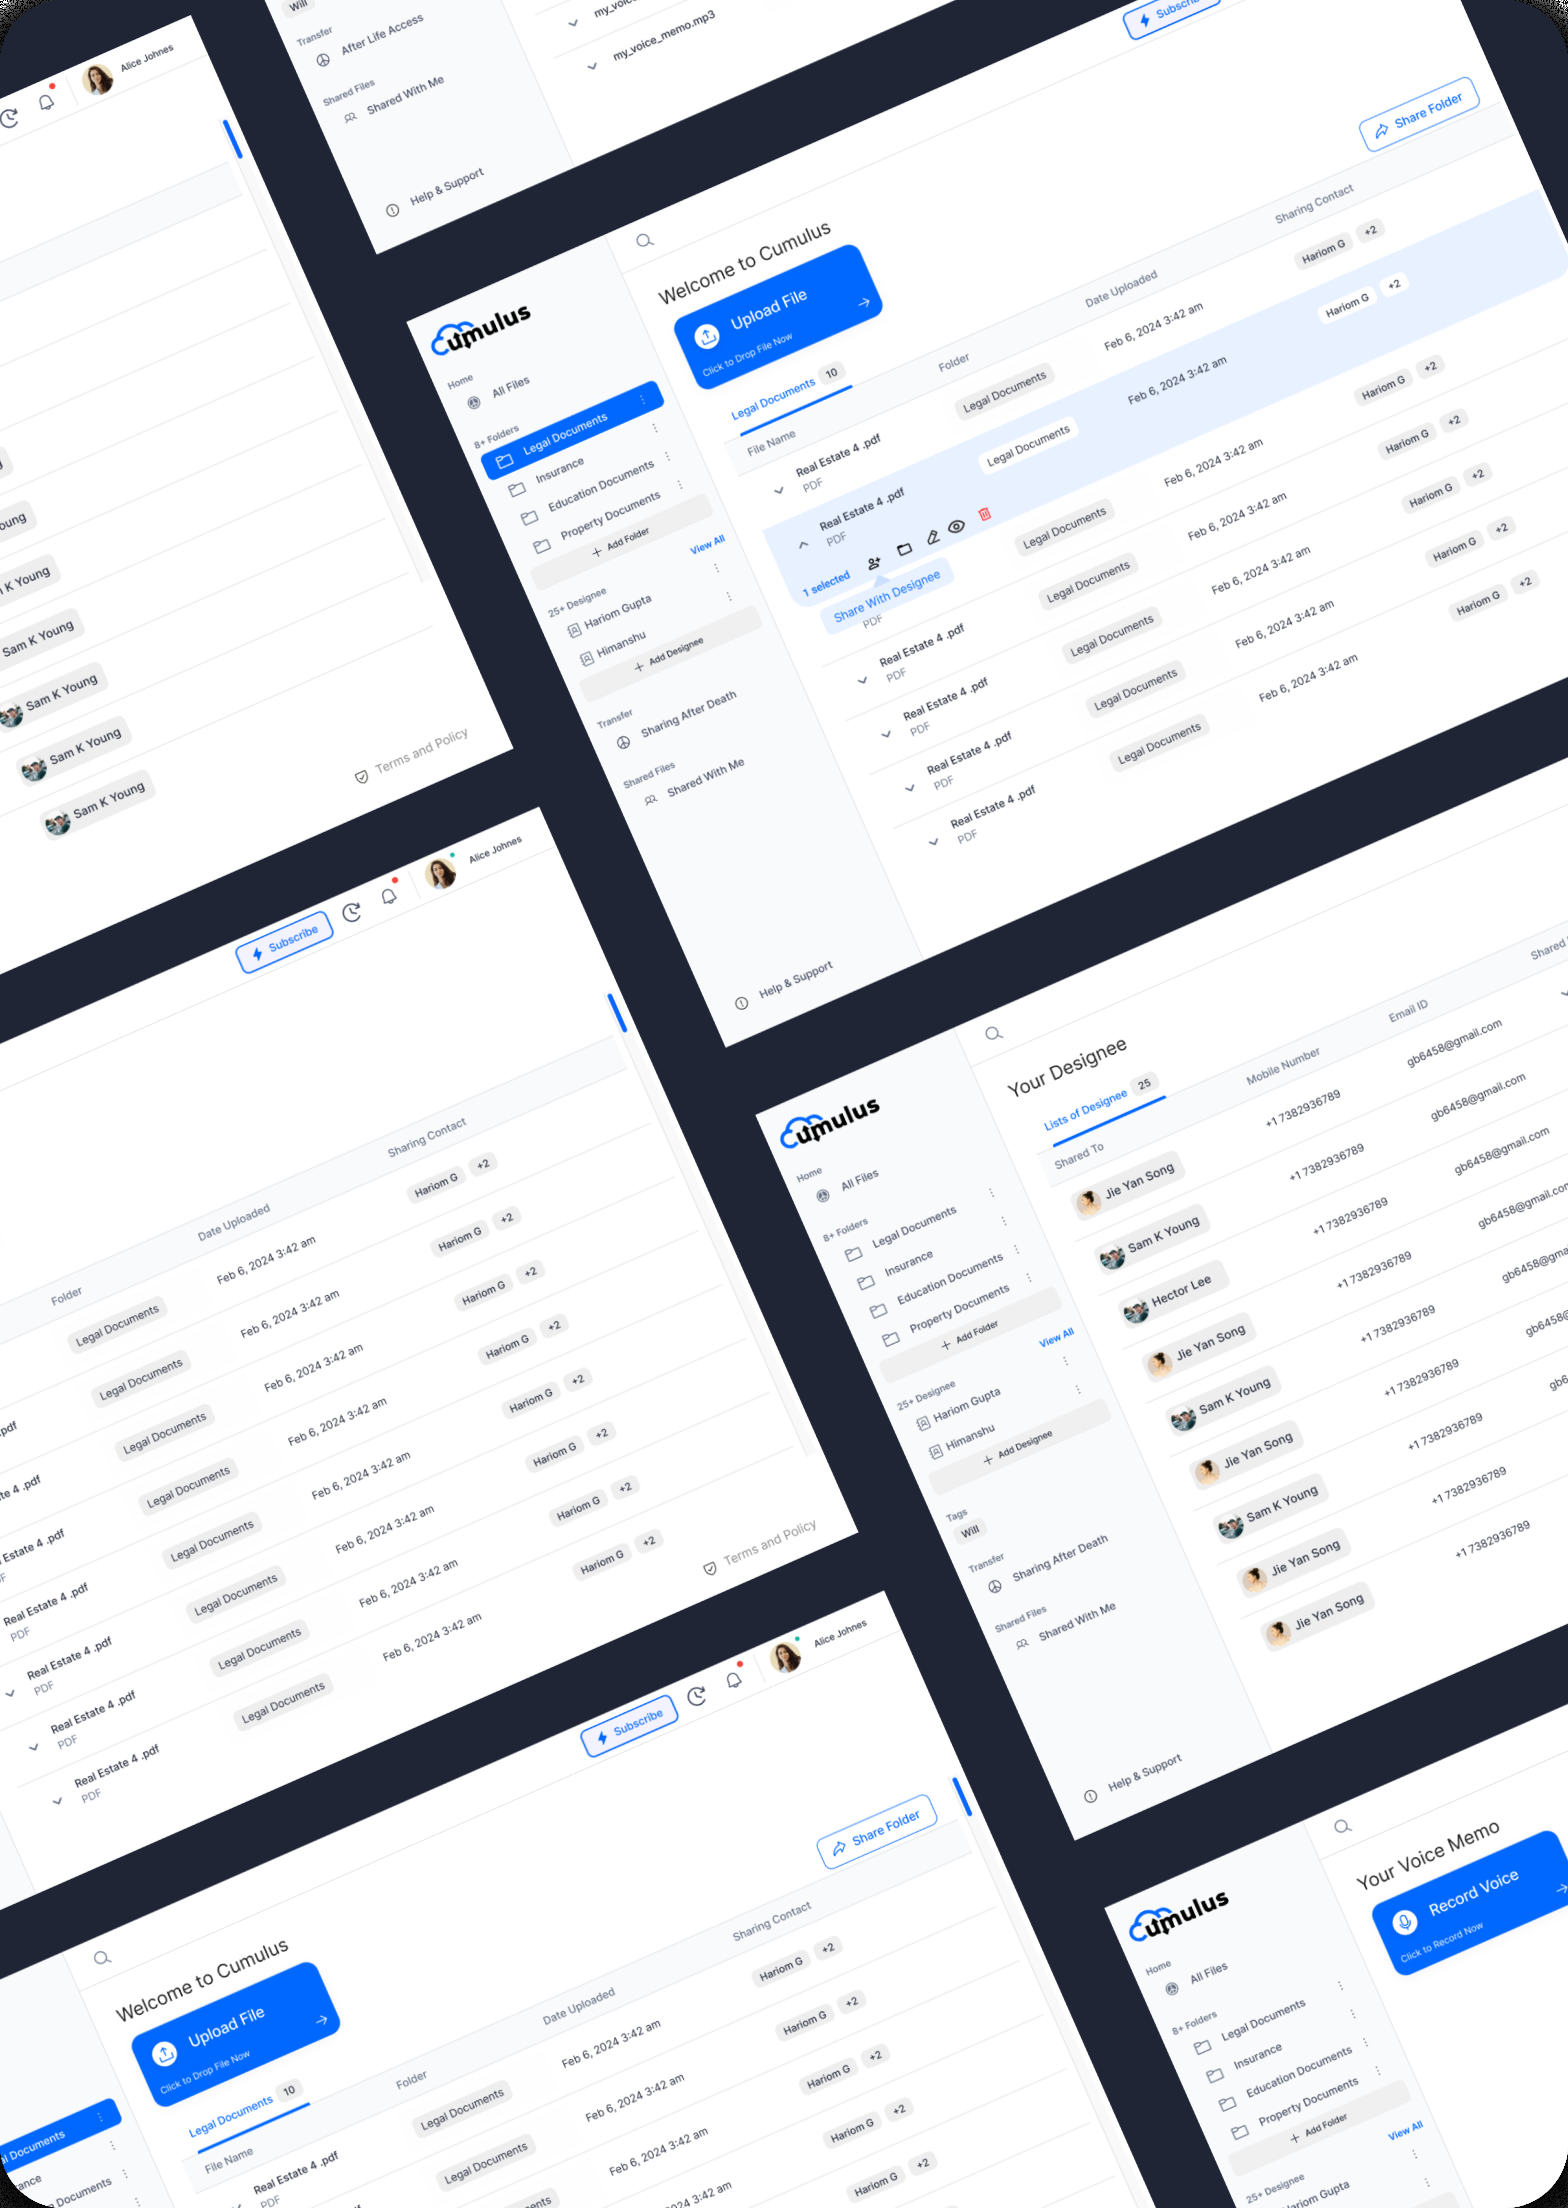 Alice Johnes
oung
K Young
Sam K Young
Sam K Young
Sam K Young
Sam K Young
Terms and Policy
Will
Transfer
After Life Access
Shared Files
Shared With Me
Help & Support
my_voice_memo.mp3
Subscribe
Share Folder
Cumulus
Home
All Files
8+ Folders
Legal Documents
Insurance
Education Documents
Property Documents
+ Add Folder
View All
25+ Designee
Hariom Gupta
Himanshu
+ Add Designee
Transfer
Sharing After Death
Shared Files
Shared With Me
Help & Support
Welcome to Cumulus
Upload File
Click to Drop File Now
Legal Documents 10
File Name Folder Date Uploaded Sharing Contact
Real Estate 4 .pdf Legal Documents Feb 6, 2024 3:42 am Hariom G +2
PDF
Real Estate 4 .pdf Legal Documents Feb 6, 2024 3:42 am Hariom G +2
PDF
1 selected
Share With Designee
PDF Legal Documents Feb 6, 2024 3:42 am Hariom G +2
Real Estate 4 .pdf Legal Documents Feb 6, 2024 3:42 am Hariom G +2
PDF
Real Estate 4 .pdf Legal Documents Feb 6, 2024 3:42 am Hariom G +2
PDF
Real Estate 4 .pdf Legal Documents Feb 6, 2024 3:42 am Hariom G +2
PDF
Real Estate 4 .pdf Legal Documents Feb 6, 2024 3:42 am Hariom G +2
PDF
Subscribe
Alice Johnes
Folder Date Uploaded Sharing Contact
Legal Documents Feb 6, 2024 3:42 am Hariom G +2
Legal Documents Feb 6, 2024 3:42 am Hariom G +2
pdf Legal Documents Feb 6, 2024 3:42 am Hariom G +2
te 4 .pdf Legal Documents Feb 6, 2024 3:42 am Hariom G +2
Estate 4 .pdf Legal Documents Feb 6, 2024 3:42 am Hariom G +2
Real Estate 4 .pdf Legal Documents Feb 6, 2024 3:42 am Hariom G +2
PDF
Real Estate 4 .pdf Legal Documents Feb 6, 2024 3:42 am Hariom G +2
PDF
Real Estate 4 .pdf Legal Documents Feb 6, 2024 3:42 am Hariom G +2
PDF
Real Estate 4 .pdf
PDF
Terms and Policy
Cumulus
Home
All Files
8+ Folders
Legal Documents
Insurance
Education Documents
Property Documents
+ Add Folder
View All
25+ Designee
Hariom Gupta
Himanshu
+ Add Designee
Tags
Will
Transfer
Sharing After Death
Shared Files
Shared With Me
Help & Support
Your Designee
Lists of Designee 25
Shared To Mobile Number Email ID Shared
Jie Yan Song +1 7382936789 gb6458@gmail.com
Sam K Young +1 7382936789 gb6458@gmail.com
Hector Lee +1 7382936789 gb6458@gmail.com
Jie Yan Song +1 7382936789 gb6458@gmail.com
Sam K Young +1 7382936789 gb6458@gma
Jie Yan Song +1 7382936789 gb6458@
Sam K Young +1 7382936789 gb6
Jie Yan Song +1 7382936789
Jie Yan Song +1 7382936789
Subscribe
Alice Johnes
Share Folder
al Documents
ance
Documents
Welcome to Cumulus
Upload File
Click to Drop File Now
Legal Documents 10
File Name Folder Date Uploaded Sharing Contact
Real Estate 4 .pdf Legal Documents Feb 6, 2024 3:42 am Hariom G +2
PDF
Legal Documents Feb 6, 2024 3:42 am Hariom G +2
Feb 6, 2024 3:42 am Hariom G +2
2024 3:42 am Hariom G +2
Hariom G +2
Cumulus
Home
All Files
8+ Folders
Legal Documents
Insurance
Education Documents
Property Documents
+ Add Folder
View All
25+ Designee
Hariom Gupta
Your Voice Memo
Record Voice
Click to Record Now